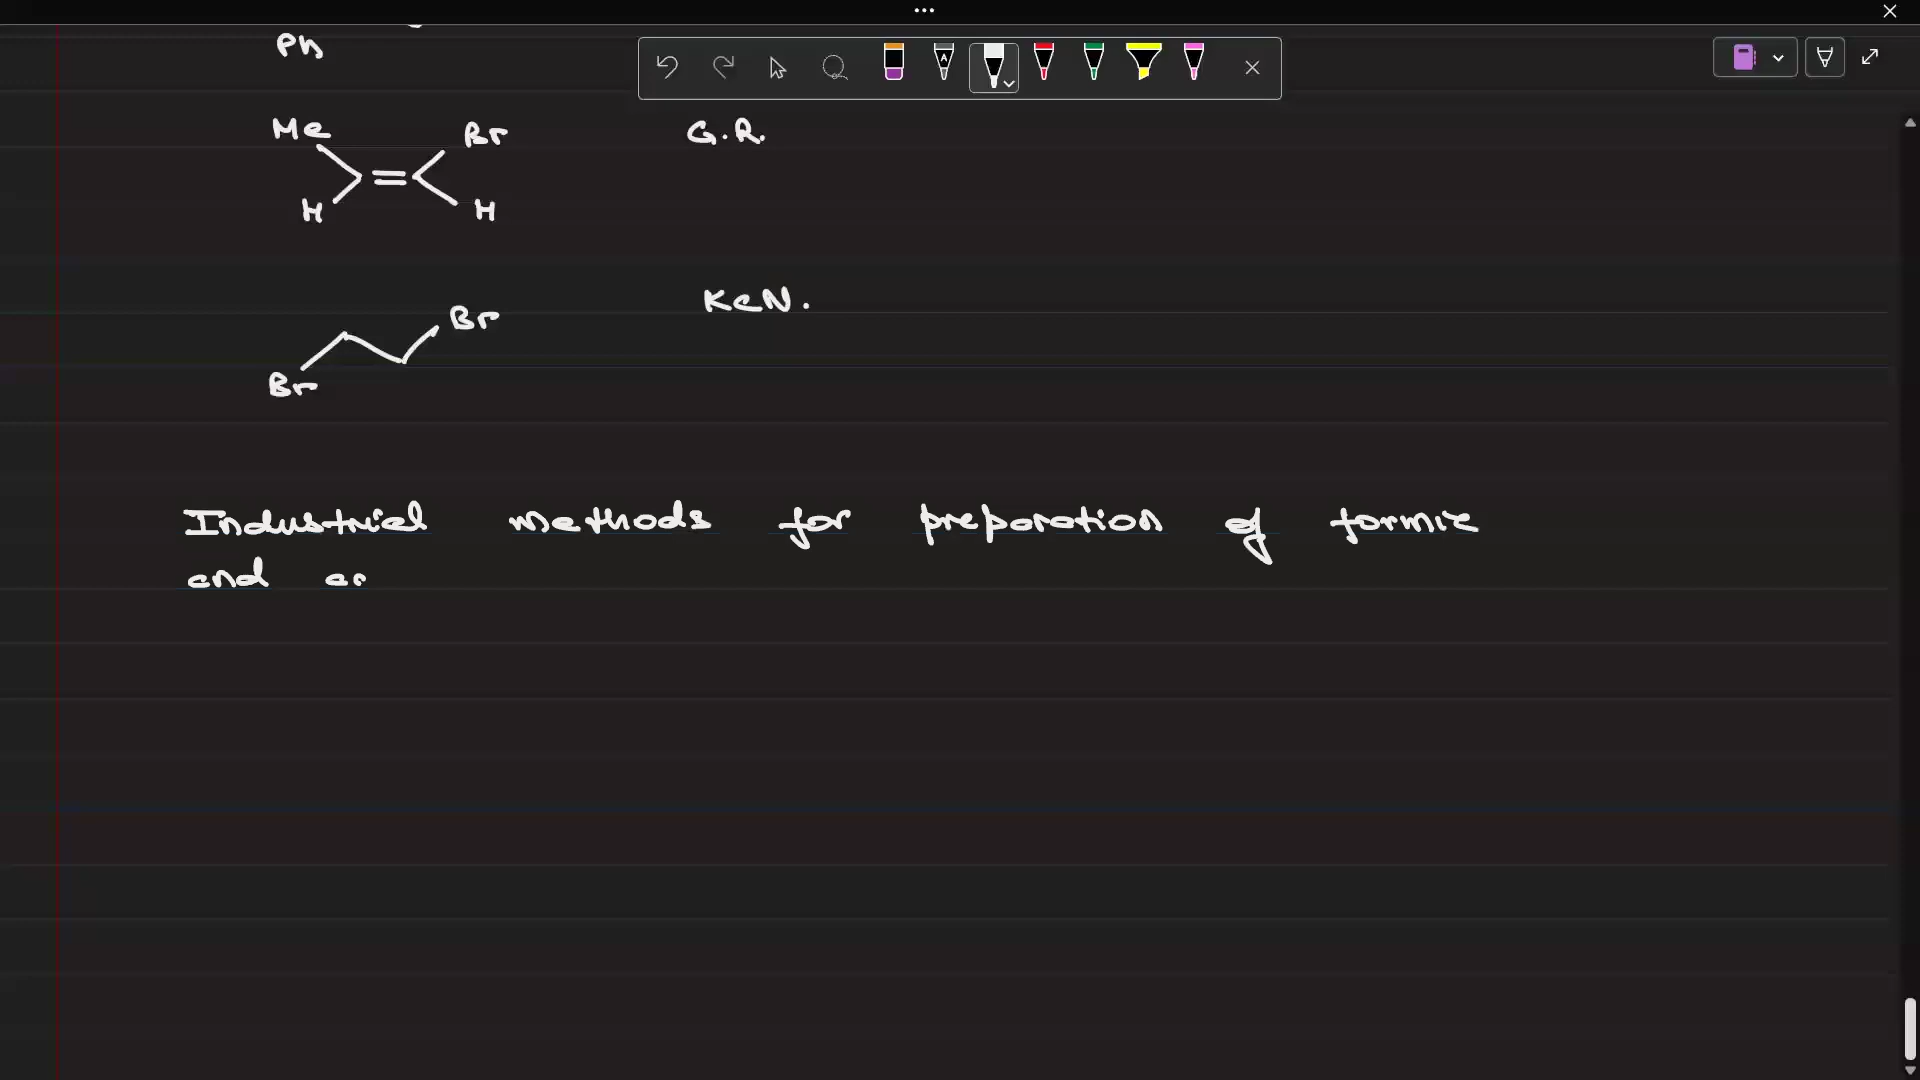 Ph
Me Br G.R.
H H
Br KCN.
Br
Industrial methods for preparation of formic
and ac